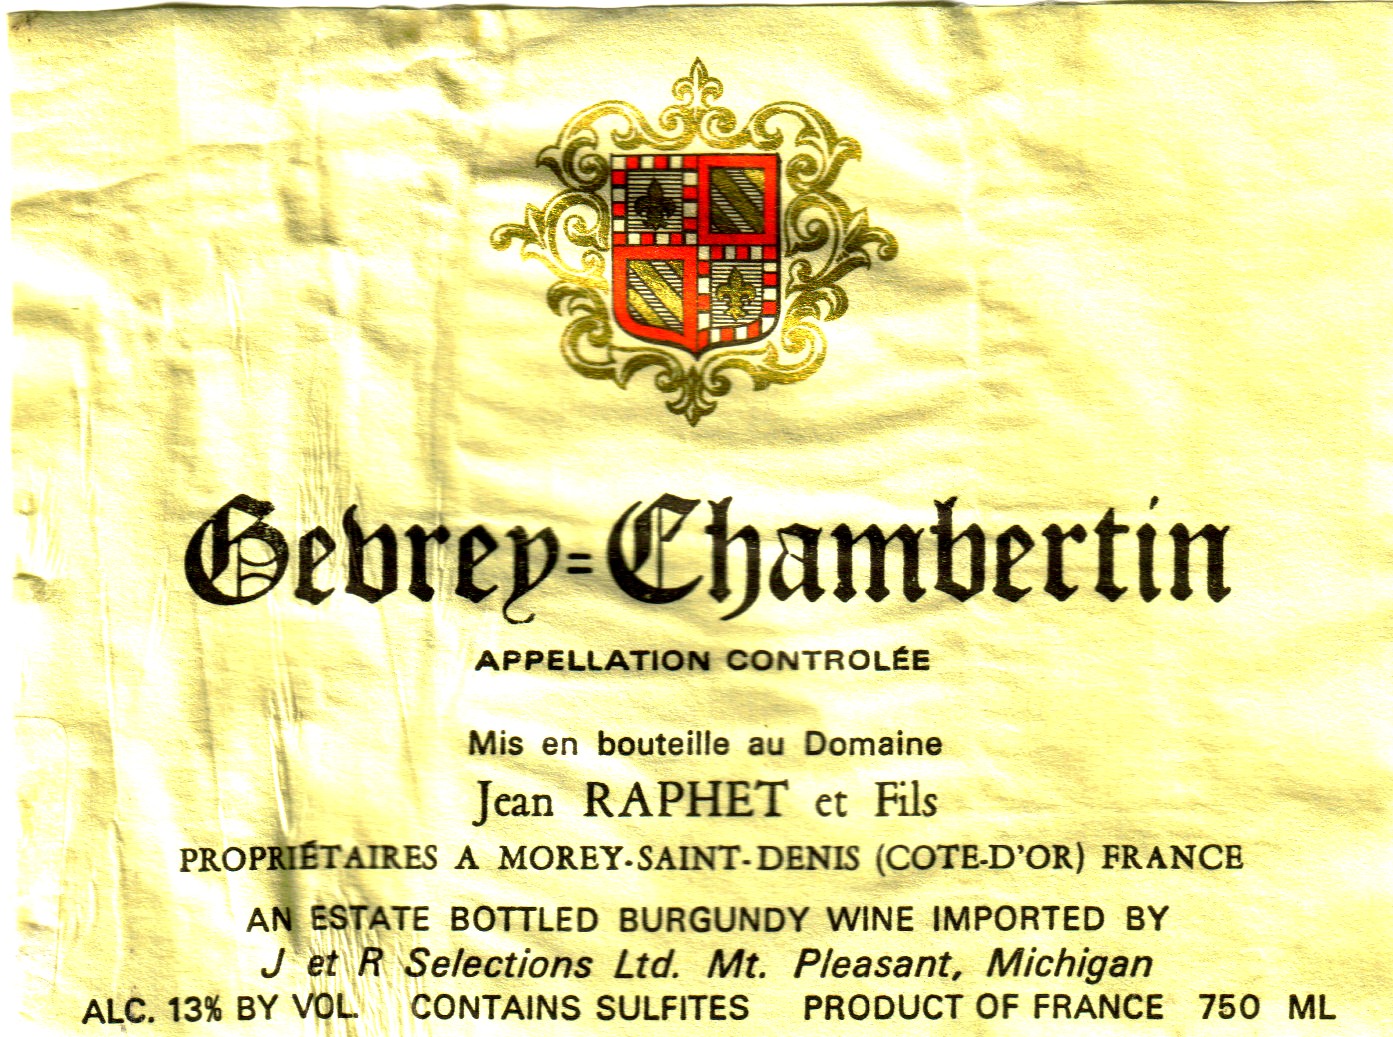 Gevrey=Chambertin
APPELLATION CONTROLÉE
Mis en bouteille au Domaine
Jean RAPHET et Fils
PROPRIÉTAIRES A MOREY-SAINT-DENIS (COTE-D'OR) FRANCE
AN ESTATE BOTTLED BURGUNDY WINE IMPORTED BY
J et R Selections Ltd. Mt. Pleasant, Michigan
ALC. 13% BY VOL. CONTAINS SULFITES PRODUCT OF FRANCE 750 ML